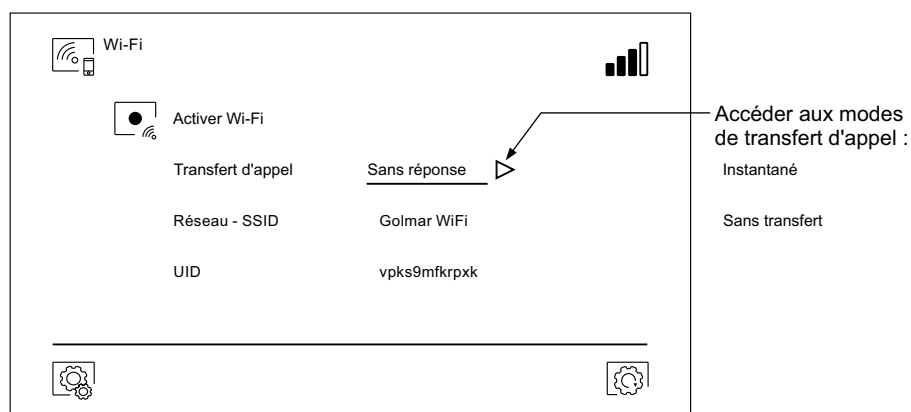 Wi-Fi
Activer Wi-Fi
Accéder aux modes
de transfert d'appel :
Transfert d'appel Sans réponse Instantané
Réseau - SSID Golmar WiFi Sans transfert
UID vpks9mfkrpxk